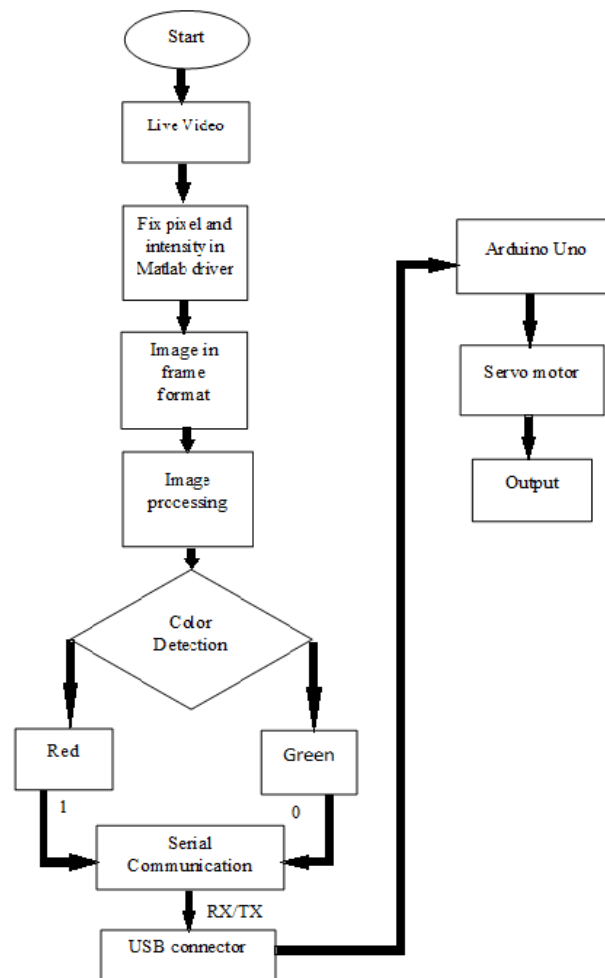 Start
Live Video
Fix pixel and
intensity in
Matlab driver
Image in
frame
format
Image
processing
Color
Detection
Red
Green
1
0
Serial
Communication
RX/TX
USB connector
Arduino Uno
Servo motor
Output